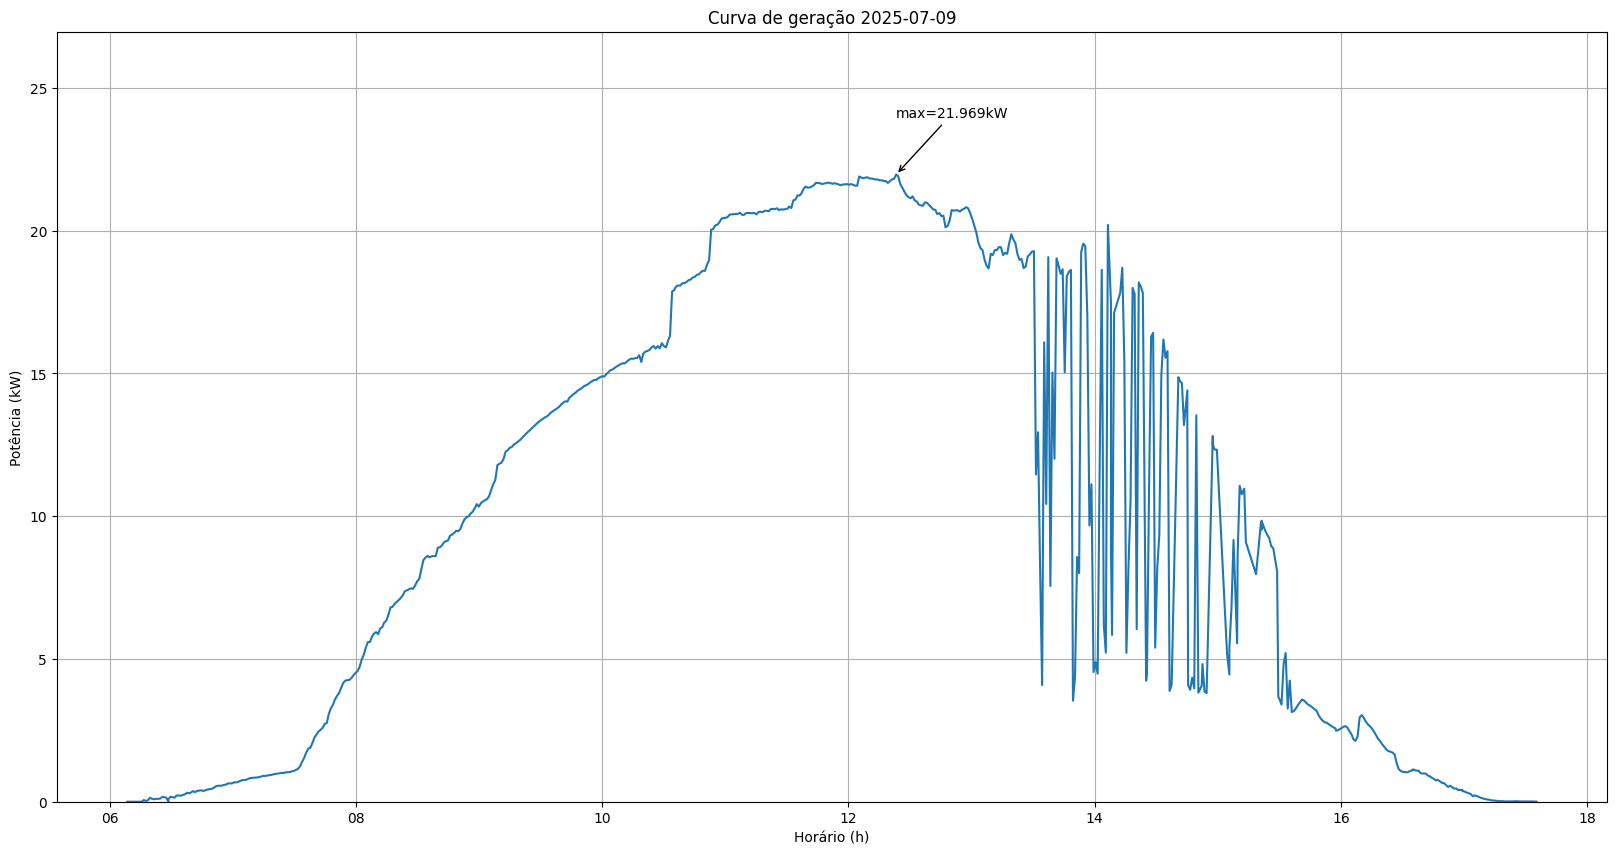 Curva de geração 2025-07-09
25
max=21.969kW
20
15
Potência (kW)
10
5
0
06 08 10 12 14 16 18
Horário (h)